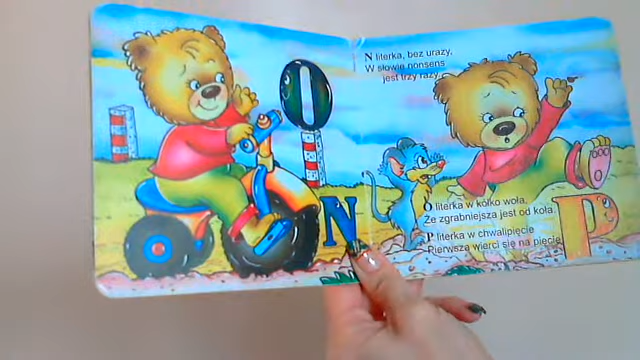 O
N
N literka, bez urazy,
W słowie nonsens
jest trzy razy.
O literka w kółko woła:
Że zgrabniejsza jest od koła.
P literka w chwalipięcie
Pierwsza wierci się na pięcie.
P